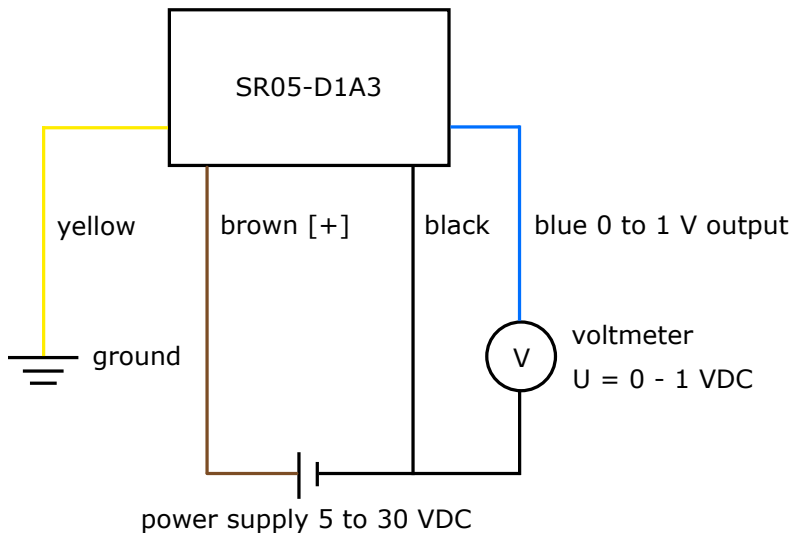 SR05-D1A3
yellow
brown [+]
black
blue 0 to 1 V output
ground
V
voltmeter
U = 0 - 1 VDC
power supply 5 to 30 VDC